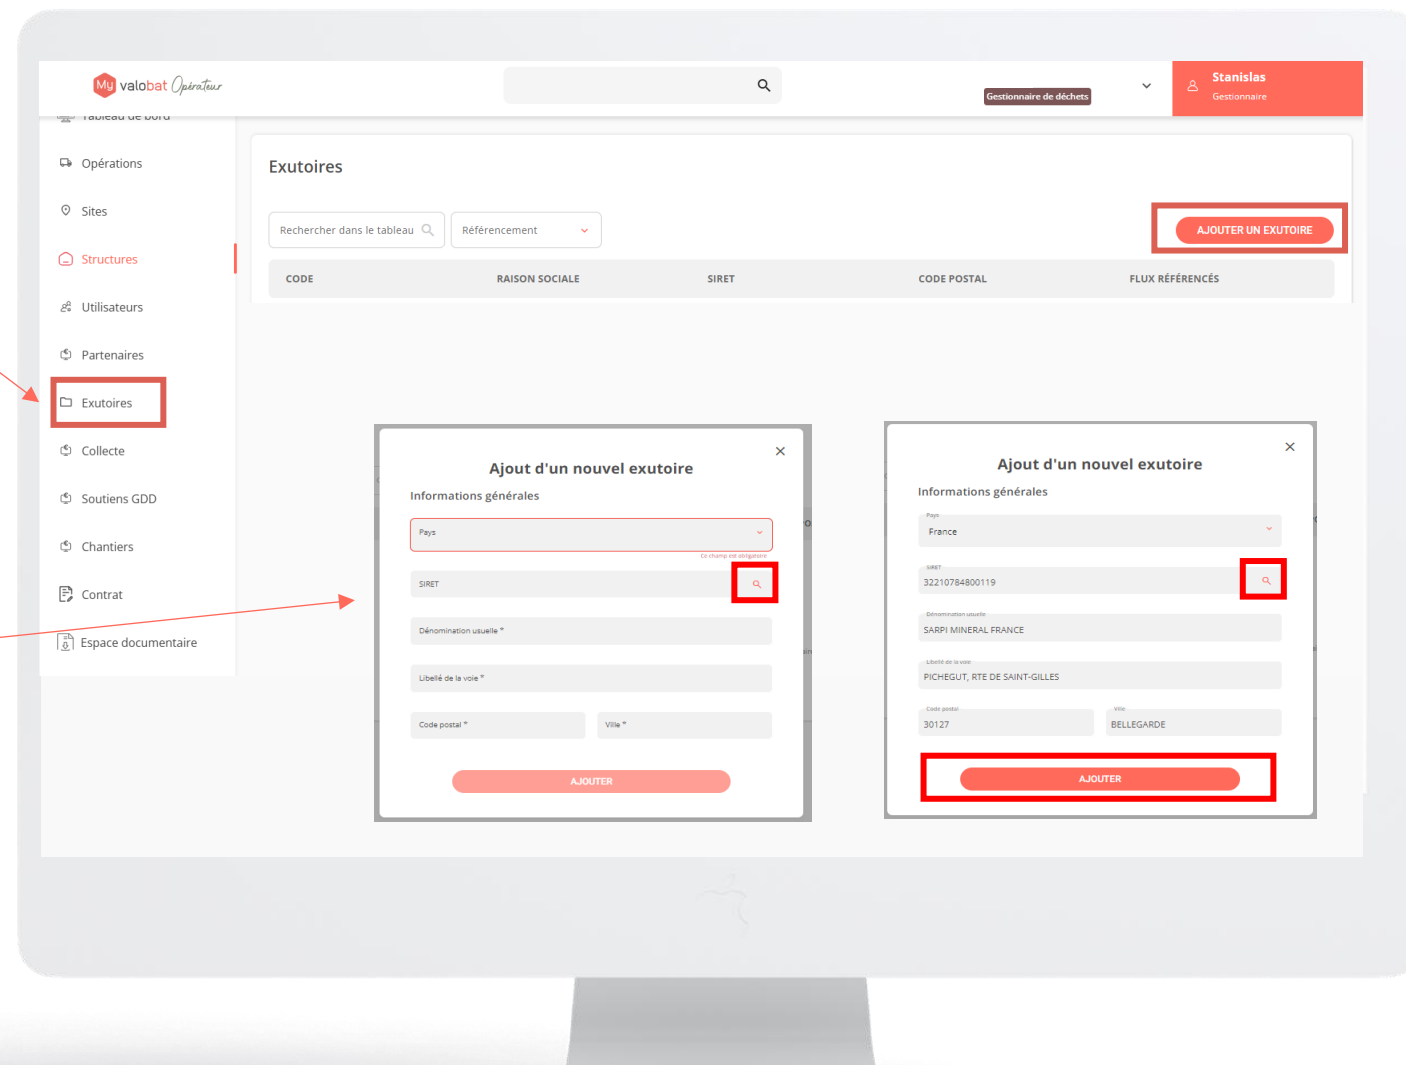 My valobat Opérateur
Gestionnaire de déchets
Stanislas
Gestionnaire
Tableau de bord
Opérations
Sites
Structures
Utilisateurs
Partenaires
Exutoires
Collecte
Soutiens GDD
Chantiers
Contrat
Espace documentaire
Exutoires
Rechercher dans le tableau
Référencement
AJOUTER UN EXUTOIRE
CODE RAISON SOCIALE SIRET CODE POSTAL FLUX RÉFÉRENCÉS
Ajout d'un nouvel exutoire
Informations générales
Pays
Ce champ est obligatoire
SIRET
Dénomination usuelle *
Libellé de la voie *
Code postal * Ville *
AJOUTER
Ajout d'un nouvel exutoire
Informations générales
Pays
France
SIRET
32210784800119
Dénomination usuelle
SARPI MINERAL FRANCE
Libellé de la voie
PICHEGUT, RTE DE SAINT-GILLES
Code postal Ville
30127 BELLEGARDE
AJOUTER